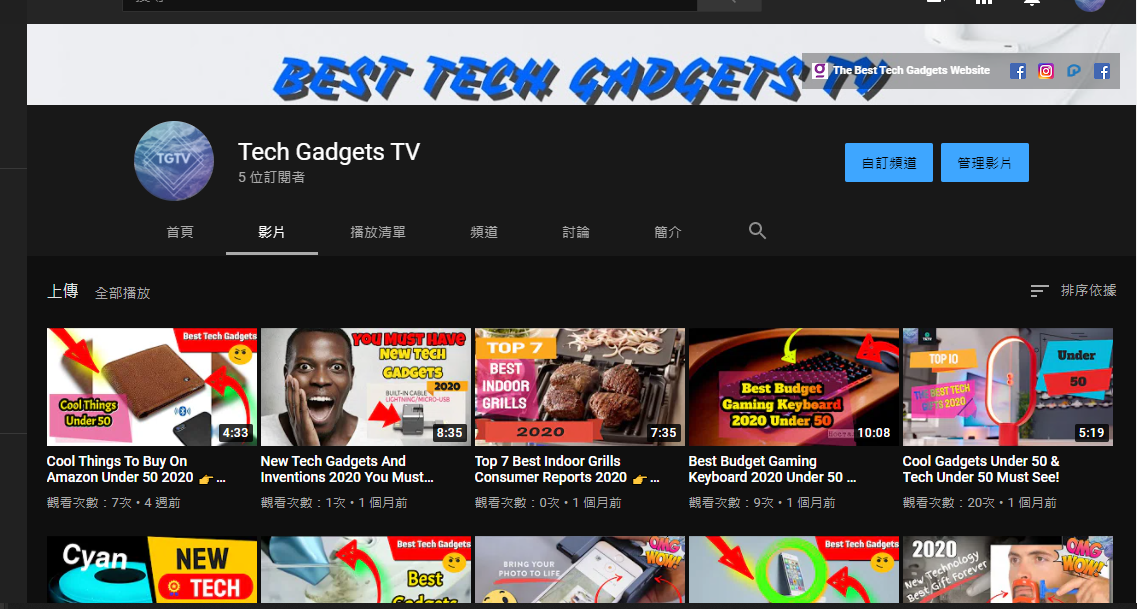 BEST TECH GADGETS TV
The Best Tech Gadgets Website
TGTV
Tech Gadgets TV
5 位訂閱者
自訂頻道
管理影片
首頁
影片
播放清單
頻道
討論
簡介
上傳
全部播放
排序依據
Best Tech Gadgets
Cool Things
Under 50
4:33
YOU MUST HAVE
NEW TECH
GADGETS
2020
BUILT-IN CABLE
LIGHTNING/MICRO-USB
8:35
TOP 7
BEST
INDOOR
GRILLS
2020
7:35
Best Budget
Gaming Keyboard
2020 Under 50
10:08
TOP 10
THE BEST TECH
GIFTS 2020
Under
50
5:19
Cool Things To Buy On
Amazon Under 50 2020 👉 ...
觀看次數：7次 • 4 週前
New Tech Gadgets And
Inventions 2020 You Must...
觀看次數：1次 • 1 個月前
Top 7 Best Indoor Grills
Consumer Reports 2020 👉 ...
觀看次數：0次 • 1 個月前
Best Budget Gaming
Keyboard 2020 Under 50 ...
觀看次數：9次 • 1 個月前
Cool Gadgets Under 50 &
Tech Under 50 Must See!
觀看次數：20次 • 1 個月前
Cyan
NEW
TECH
Best Tech Gadgets
Best
Gadgets
BRING YOUR
PHOTO TO LIFE
OMG
WOW!
Best Tech Gadgets
2020
New Technology
Best Gift Forever
OMG
WOW!